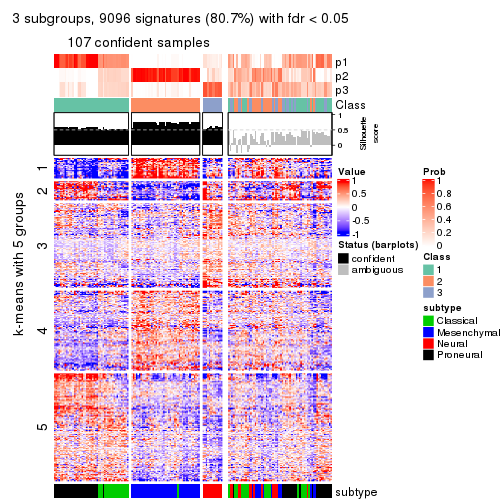 3 subgroups, 9096 signatures (80.7%) with fdr < 0.05
107 confident samples
p1
p2
p3
Class
1
0.5
0
Silhouette
score
k-means with 5 groups
1
2
3
4
5
subtype
Value
1
0.5
0
-0.5
-1
Status (barplots)
confident
ambiguous
Prob
1
0.8
0.6
0.4
0.2
0
Class
1
2
3
subtype
Classical
Mesenchymal
Neural
Proneural